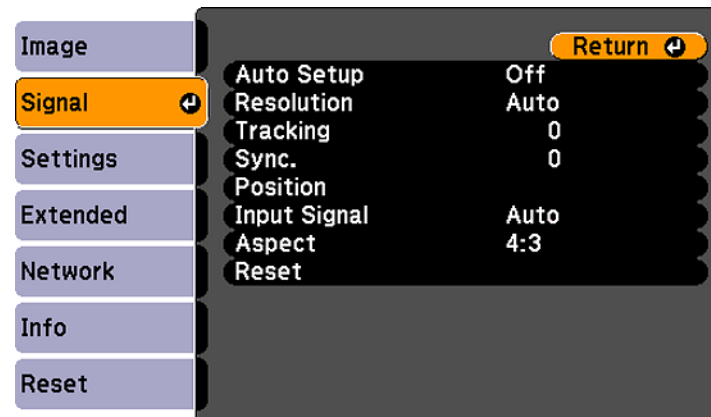 Image
Signal
Settings
Extended
Network
Info
Reset
Return
Auto Setup Off
Resolution Auto
Tracking 0
Sync. 0
Position
Input Signal Auto
Aspect 4:3
Reset